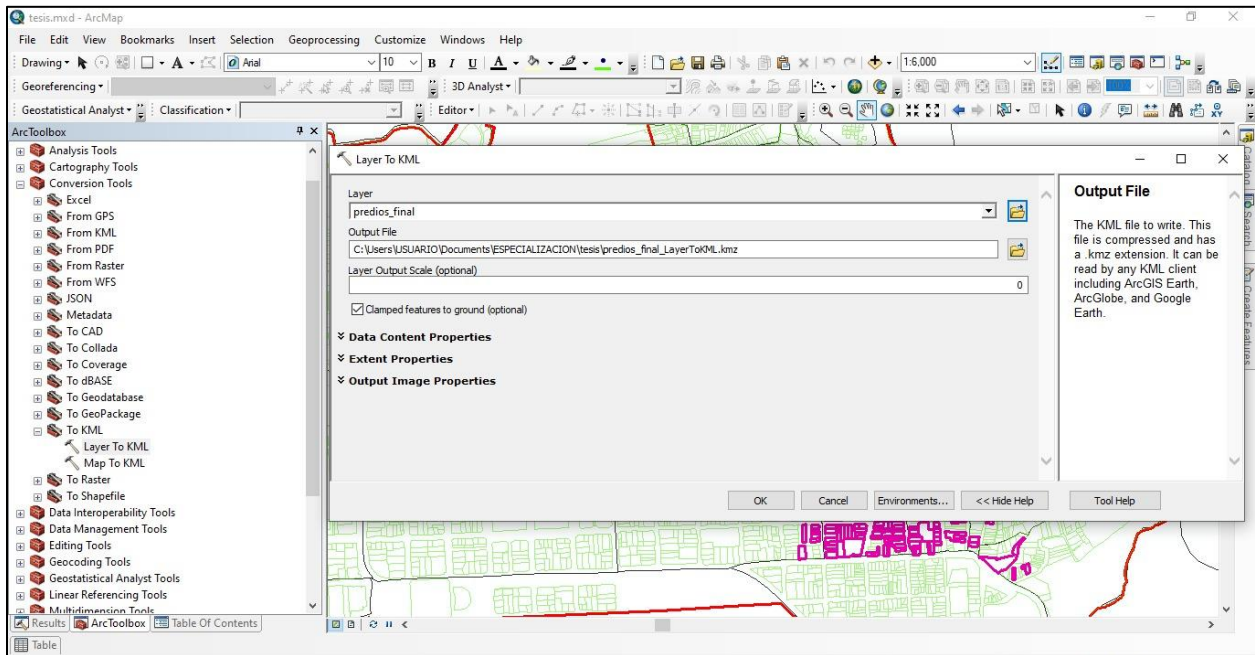 tesis.mxd - ArcMap
File Edit View Bookmarks Insert Selection Geoprocessing Customize Windows Help
Drawing Arial 10 B I U A 1:6,000
Georeferencing 3D Analyst
Geostatistical Analyst Classification Editor
ArcToolbox
Analysis Tools
Cartography Tools
Conversion Tools
Excel
From GPS
From KML
From PDF
From Raster
From WFS
JSON
Metadata
To CAD
To Collada
To Coverage
To dBASE
To Geodatabase
To GeoPackage
To KML
Layer To KML
Map To KML
To Raster
To Shapefile
Data Interoperability Tools
Data Management Tools
Editing Tools
Geocoding Tools
Geostatistical Analyst Tools
Linear Referencing Tools
Multidimension Tools
Results ArcToolbox Table Of Contents
Table
Layer To KML
Layer
predios_final
Output File
C:\Users\USUARIO\Documents\ESPECIALIZACION\tesis\predios_final_LayerToKML.kmz
Layer Output Scale (optional)
0
Clamped features to ground (optional)
Data Content Properties
Extent Properties
Output Image Properties
OK Cancel Environments... << Hide Help Tool Help
Output File
The KML file to write. This
file is compressed and has
a .kmz extension. It can be
read by any KML client
including ArcGIS Earth,
ArcGlobe, and Google
Earth.
Catalog
Search
Create Features